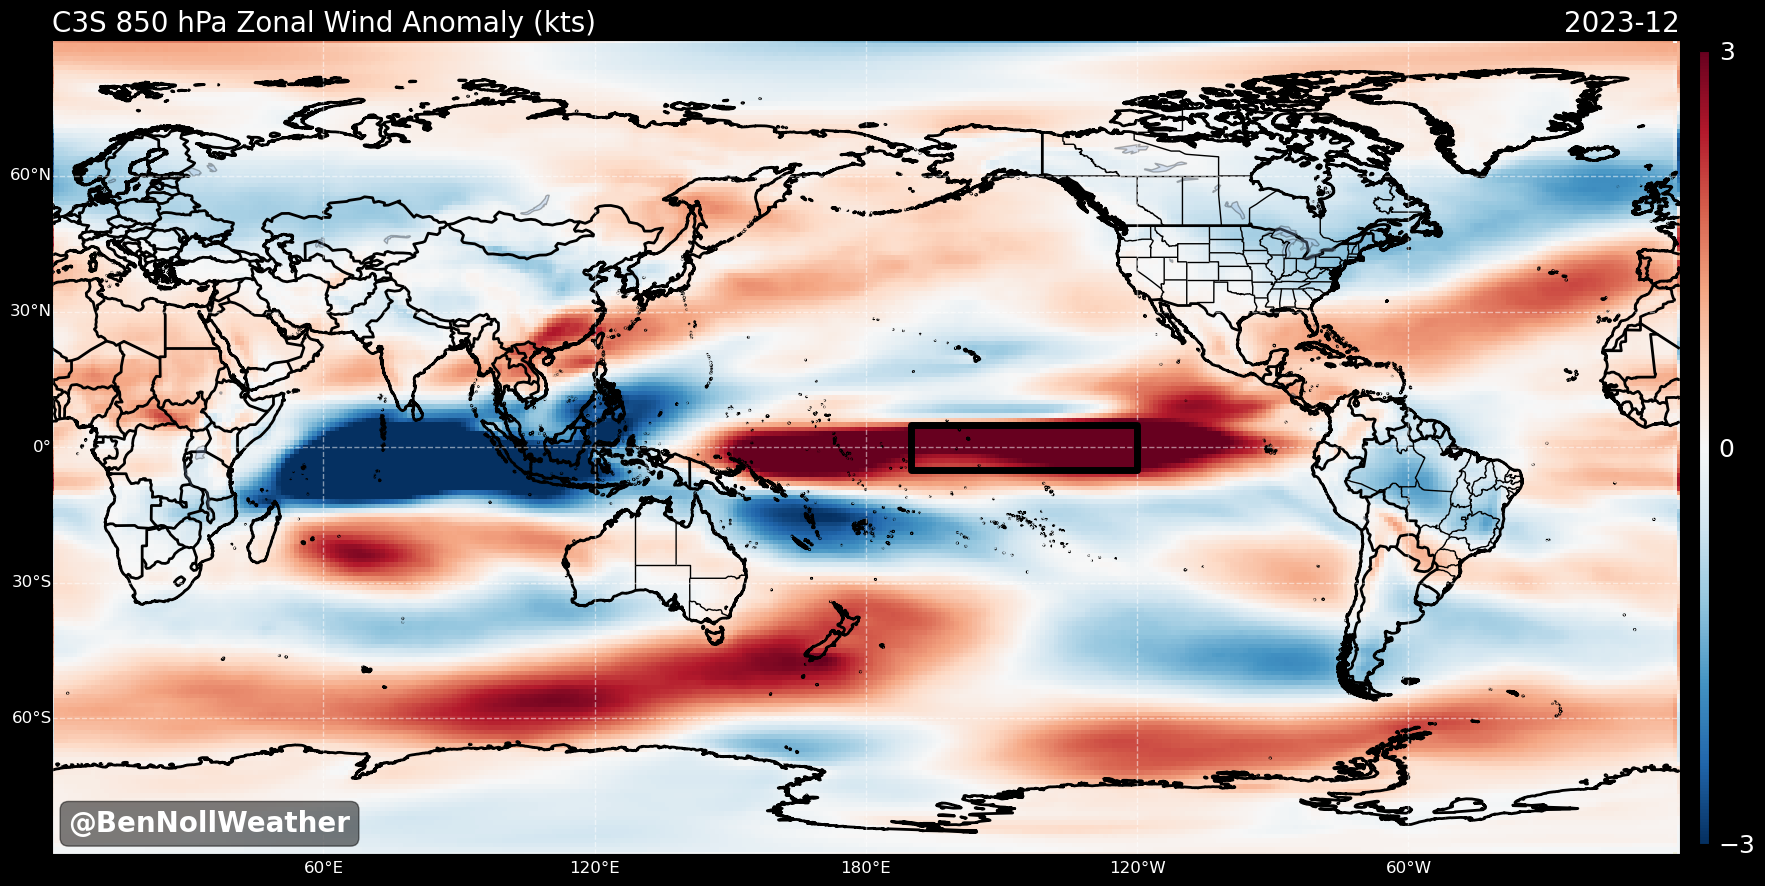 C3S 850 hPa Zonal Wind Anomaly (kts)
2023-12
3
0
−3
60°N
30°N
0°
30°S
60°S
60°E
120°E
180°E
120°W
60°W
@BenNollWeather